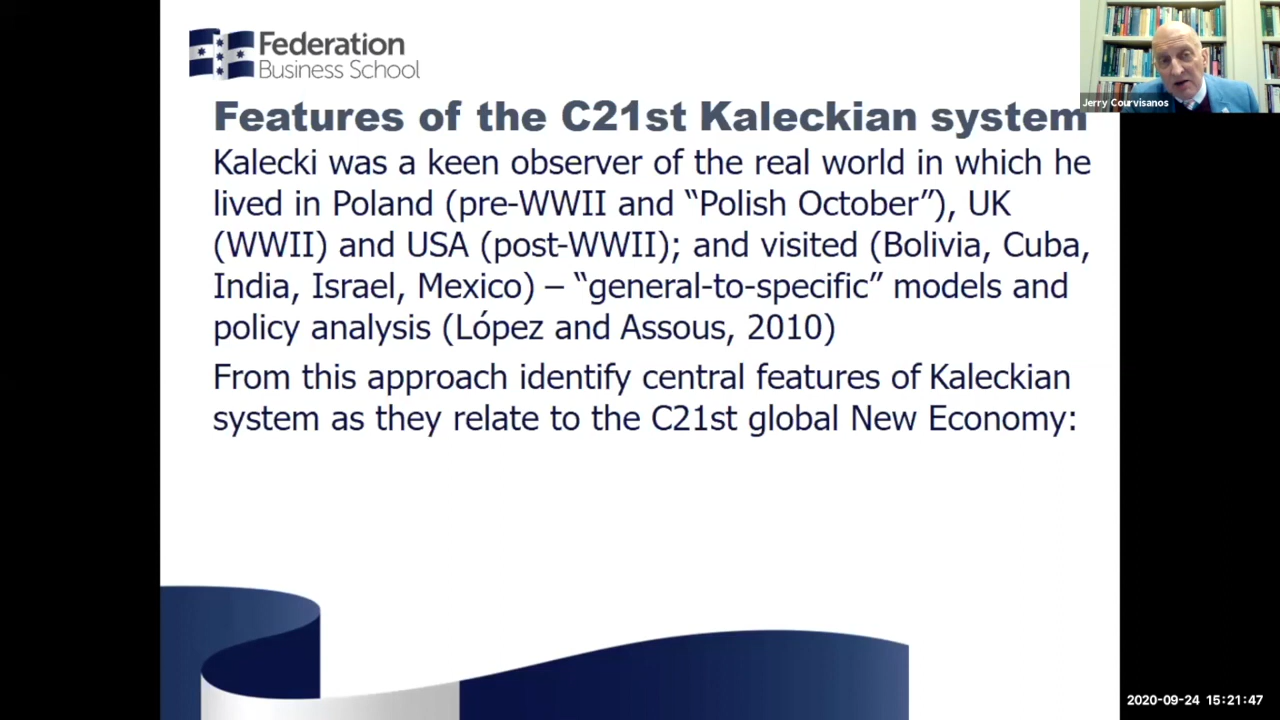 Federation
Business School
Features of the C21st Kaleckian system
Kalecki was a keen observer of the real world in which he
lived in Poland (pre-WWII and “Polish October”), UK
(WWII) and USA (post-WWII); and visited (Bolivia, Cuba,
India, Israel, Mexico) – “general-to-specific” models and
policy analysis (López and Assous, 2010)
From this approach identify central features of Kaleckian
system as they relate to the C21st global New Economy:
Jerry Courvisanos
2020-09-24 15:21:47